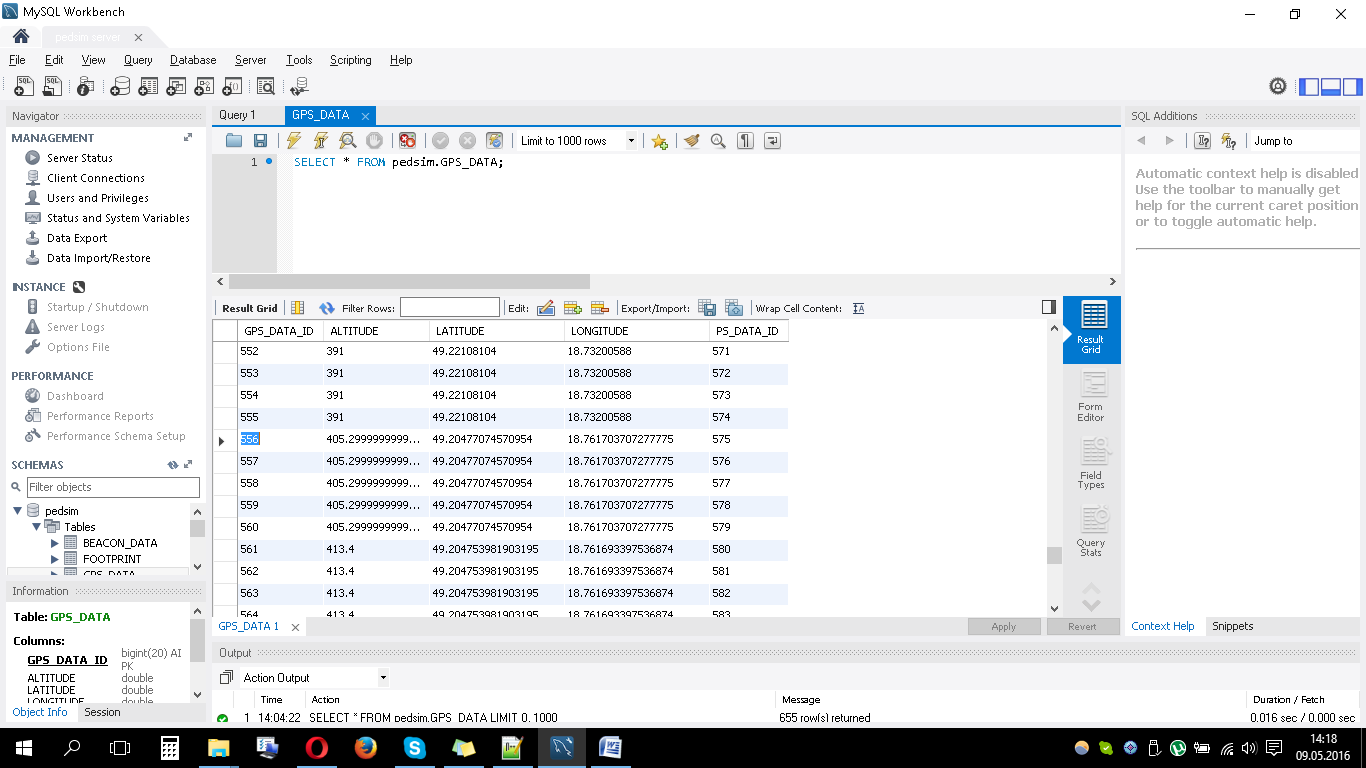 MySQL Workbench
pedsim server
File Edit View Query Database Server Tools Scripting Help
Navigator
MANAGEMENT
Server Status
Client Connections
Users and Privileges
Status and System Variables
Data Export
Data Import/Restore
INSTANCE
Startup / Shutdown
Server Logs
Options File
PERFORMANCE
Dashboard
Performance Reports
Performance Schema Setup
SCHEMAS
Filter objects
pedsim
Tables
BEACON_DATA
FOOTPRINT
GPS_DATA
Information
Table: GPS_DATA
Columns:
GPS_DATA_ID bigint(20) AI
PK
ALTITUDE double
LATITUDE double
LONGITUDE double
Object Info Session
Query 1 GPS_DATA
Limit to 1000 rows
1 SELECT * FROM pedsim.GPS_DATA;
Result Grid Filter Rows: Edit: Export/Import: Wrap Cell Content:
GPS_DATA_ID ALTITUDE LATITUDE LONGITUDE PS_DATA_ID
552 391 49.22108104 18.73200588 571
553 391 49.22108104 18.73200588 572
554 391 49.22108104 18.73200588 573
555 391 49.22108104 18.73200588 574
556 405.2999999999... 49.20477074570954 18.761703707277775 575
557 405.2999999999... 49.20477074570954 18.761703707277775 576
558 405.2999999999... 49.20477074570954 18.761703707277775 577
559 405.2999999999... 49.20477074570954 18.761703707277775 578
560 405.2999999999... 49.20477074570954 18.761703707277775 579
561 413.4 49.204753981903195 18.761693397536874 580
562 413.4 49.204753981903195 18.761693397536874 581
563 413.4 49.204753981903195 18.761693397536874 582
564 413.4 49.204753981903195 18.761693397536874 583
Result
Grid
Form
Editor
Field
Types
Query
Stats
GPS_DATA 1
Apply Revert
SQL Additions
Jump to
Automatic context help is disabled
Use the toolbar to manually get
help for the current caret position
or to toggle automatic help.
Context Help Snippets
Output
Action Output
Time Action Message Duration / Fetch
1 14:04:22 SELECT * FROM pedsim.GPS_DATA LIMIT 0, 1000 655 row(s) returned 0.016 sec / 0.000 sec
14:18
09.05.2016